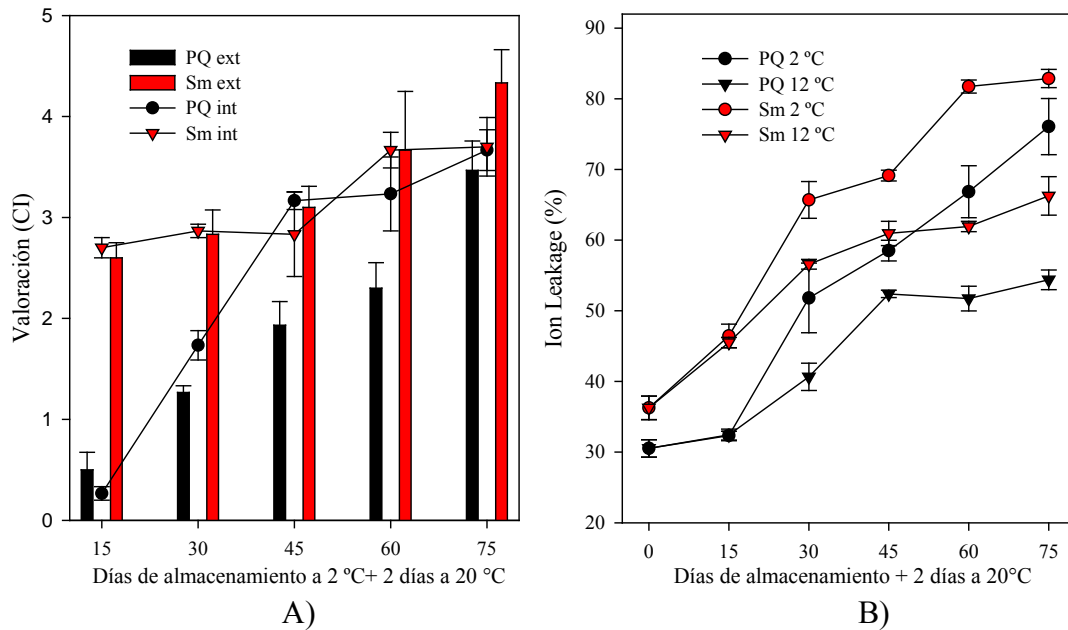 5
4
3
2
1
0
Valoración (CI)
PQ ext
Sm ext
PQ int
Sm int
15 30 45 60 75
Días de almacenamiento a 2 ºC+ 2 días a 20 °C
A)
90
80
70
60
50
40
30
20
Ion Leakage (%)
PQ 2 ºC
PQ 12 ºC
Sm 2 ºC
Sm 12 ºC
0 15 30 45 60 75
Días de almacenamiento + 2 días a 20°C
B)